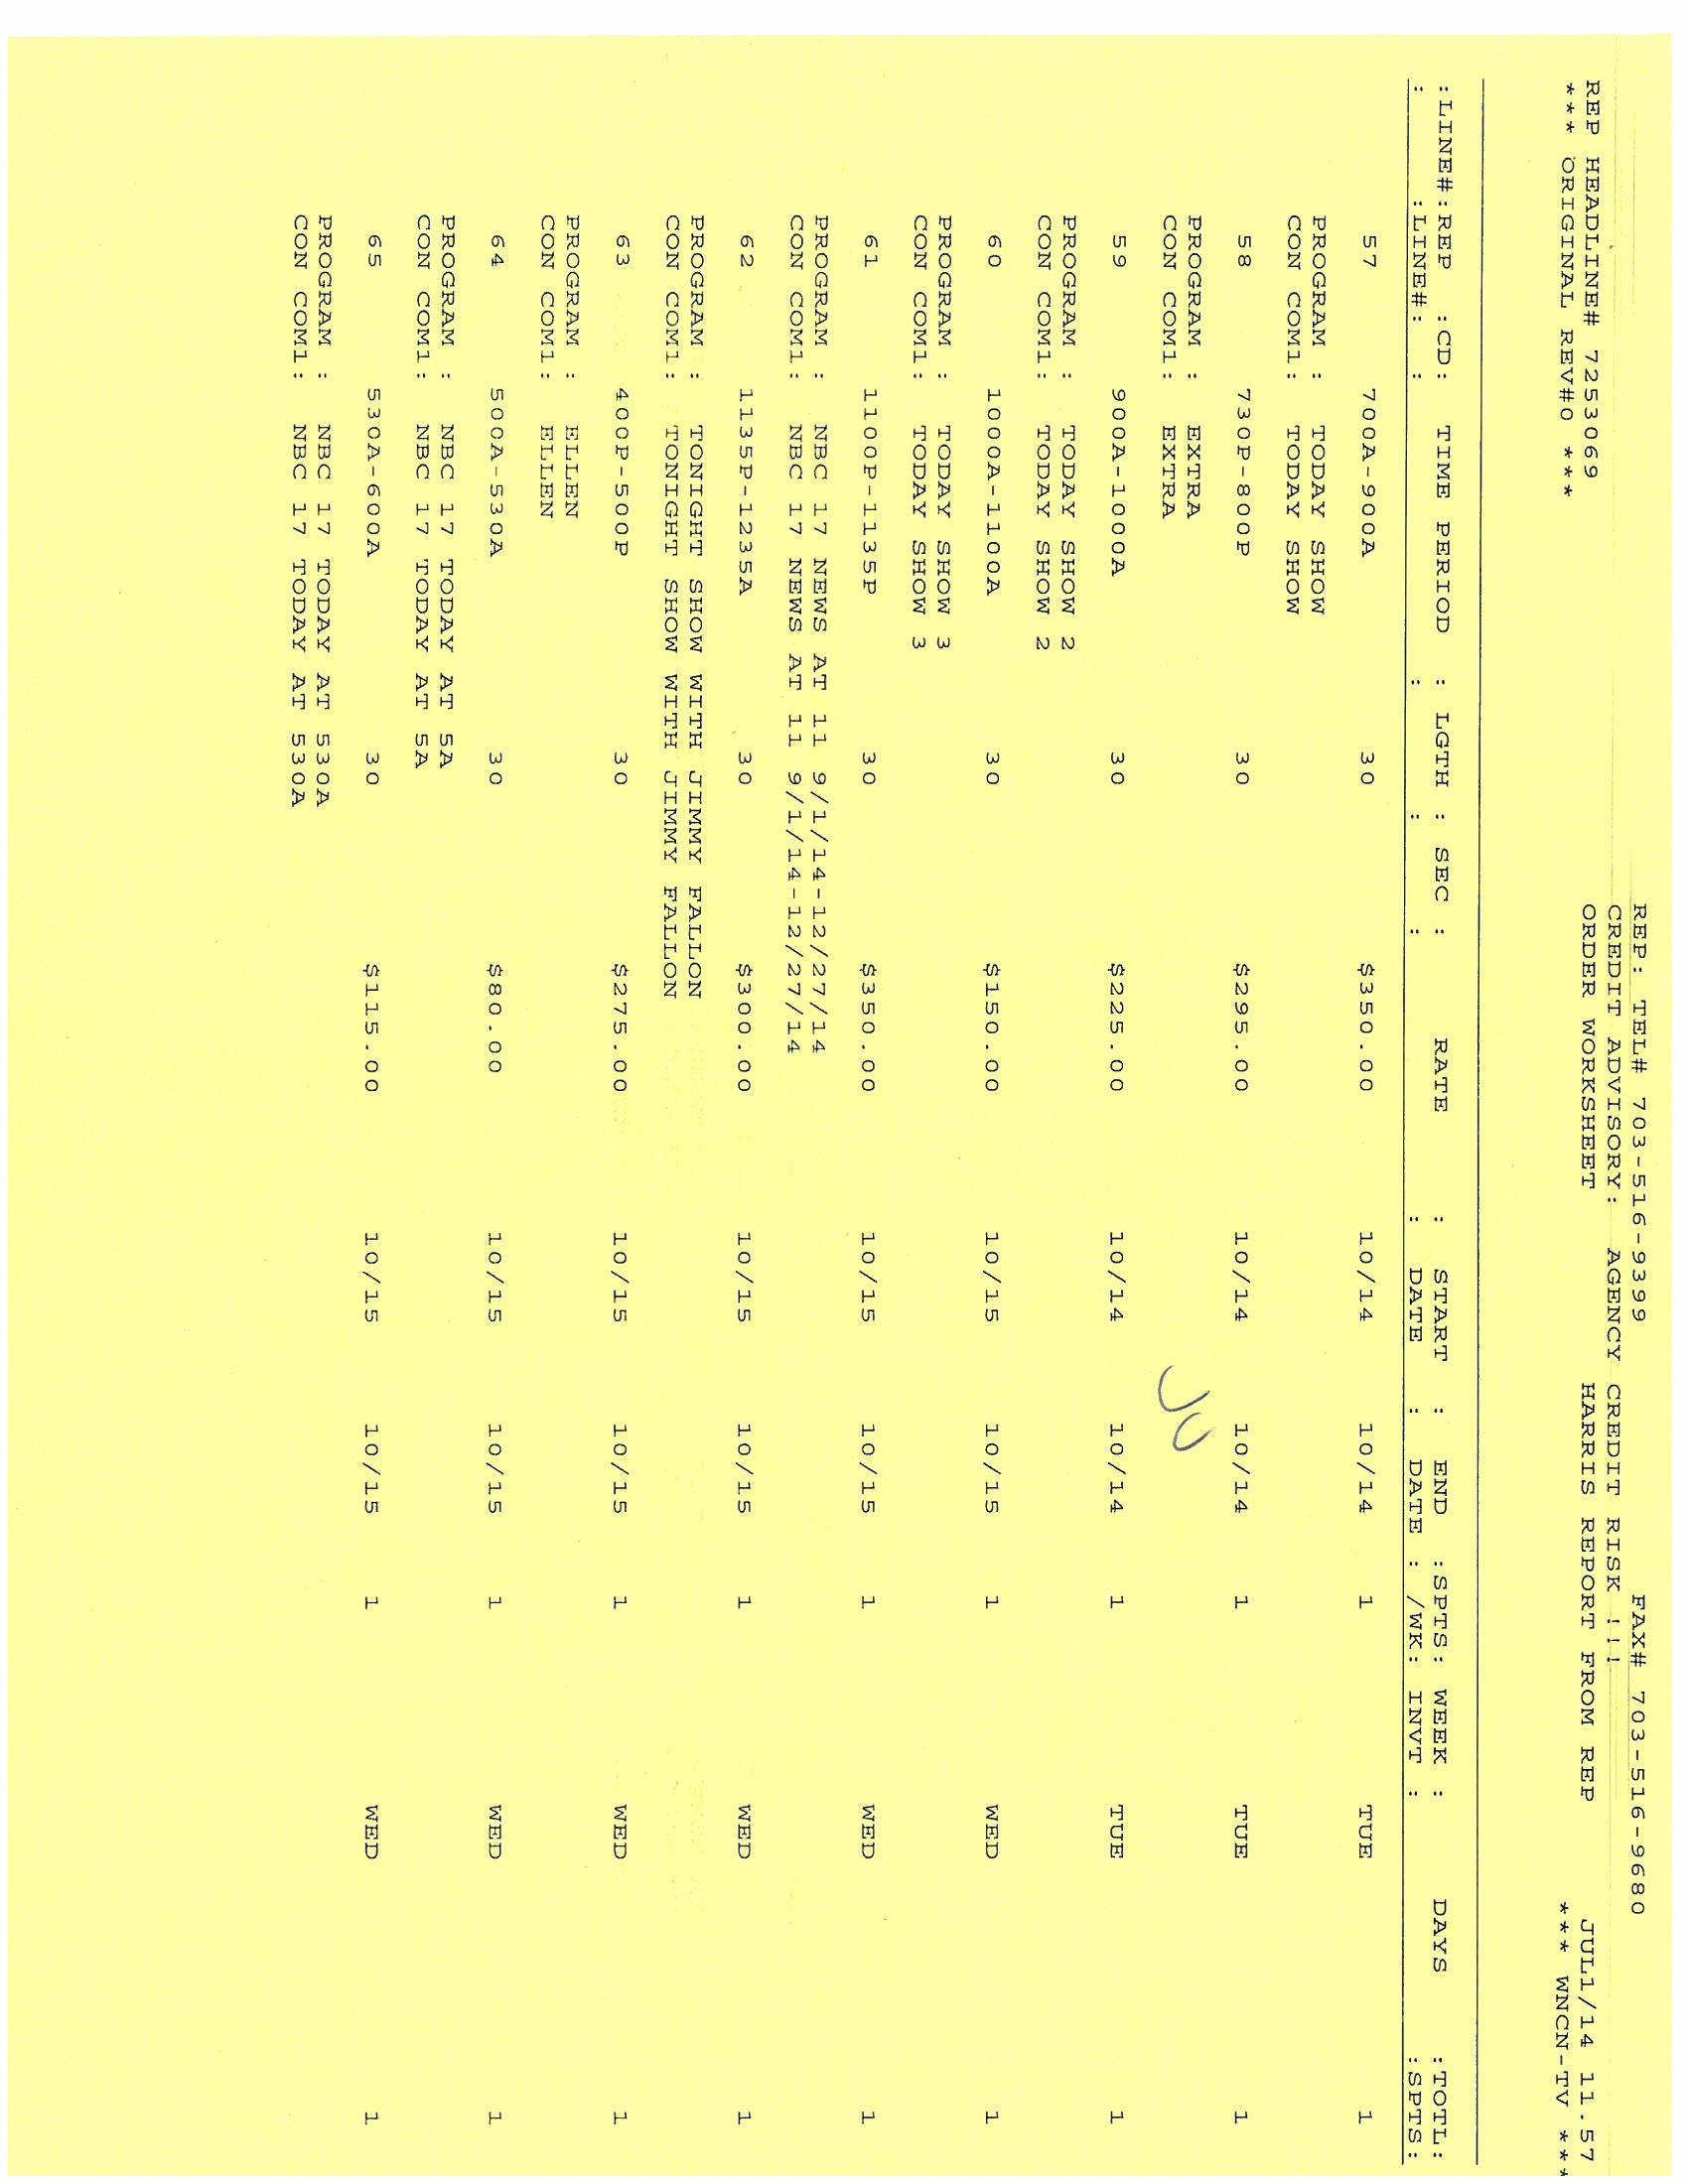 REP: TEL# 703-516-9399 FAX# 703-516-9680
CREDIT ADVISORY: AGENCY CREDIT RISK !!!
REP HEADLINE# 7253069 ORDER WORKSHEET HARRIS REPORT FROM REP JUL1/14 11.57
*** ORIGINAL REV#0 *** *** WNCN-TV ***
:LINE#:REP :CD: TIME PERIOD : LGTH : SEC : RATE : START : END :SPTS: WEEK : DAYS :TOTL:
: :LINE#: : : : : : DATE : DATE : /WK: INVT : :SPTS:
57 700A-900A 30 $350.00 10/14 10/14 1 TUE 1
PROGRAM : TODAY SHOW
CON COM1: TODAY SHOW
58 730P-800P 30 $295.00 10/14 10/14 1 TUE 1
PROGRAM : EXTRA
CON COM1: EXTRA
59 900A-1000A 30 $225.00 10/14 10/14 1 TUE 1
PROGRAM : TODAY SHOW 2
CON COM1: TODAY SHOW 2
60 1000A-1100A 30 $150.00 10/15 10/15 1 WED 1
PROGRAM : TODAY SHOW 3
CON COM1: TODAY SHOW 3
61 1100P-1135P 30 $350.00 10/15 10/15 1 WED 1
PROGRAM : NBC 17 NEWS AT 11 9/1/14-12/27/14
CON COM1: NBC 17 NEWS AT 11 9/1/14-12/27/14
62 1135P-1235A 30 $300.00 10/15 10/15 1 WED 1
PROGRAM : TONIGHT SHOW WITH JIMMY FALLON
CON COM1: TONIGHT SHOW WITH JIMMY FALLON
63 400P-500P 30 $275.00 10/15 10/15 1 WED 1
PROGRAM : ELLEN
CON COM1: ELLEN
64 500A-530A 30 $80.00 10/15 10/15 1 WED 1
PROGRAM : NBC 17 TODAY AT 5A
CON COM1: NBC 17 TODAY AT 5A
65 530A-600A 30 $115.00 10/15 10/15 1 WED 1
PROGRAM : NBC 17 TODAY AT 530A
CON COM1: NBC 17 TODAY AT 530A